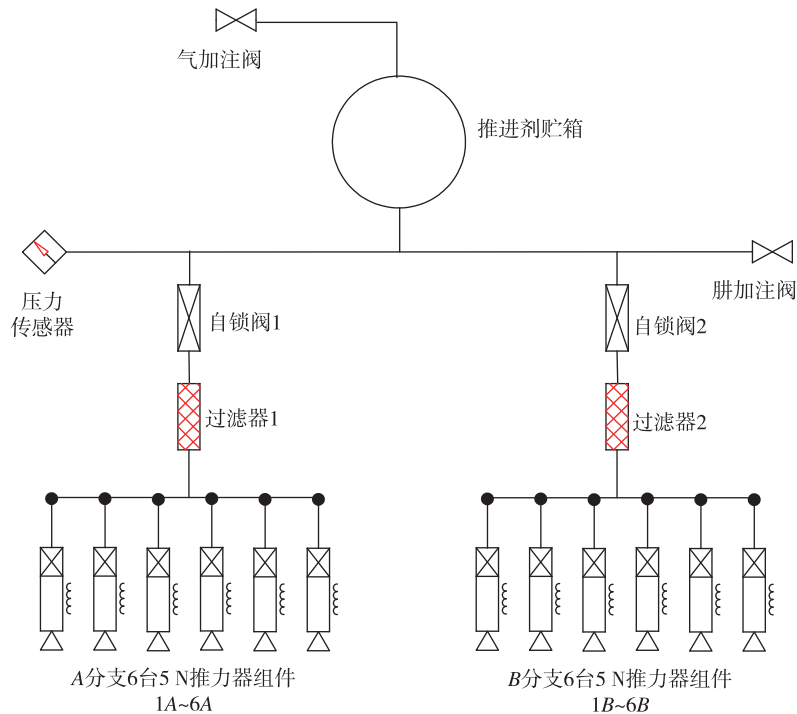 气加注阀
推进剂贮箱
压力
传感器
肼加注阀
自锁阀1
自锁阀2
过滤器1
过滤器2
A分支6台5 N推力器组件
1A~6A
B分支6台5 N推力器组件
1B~6B